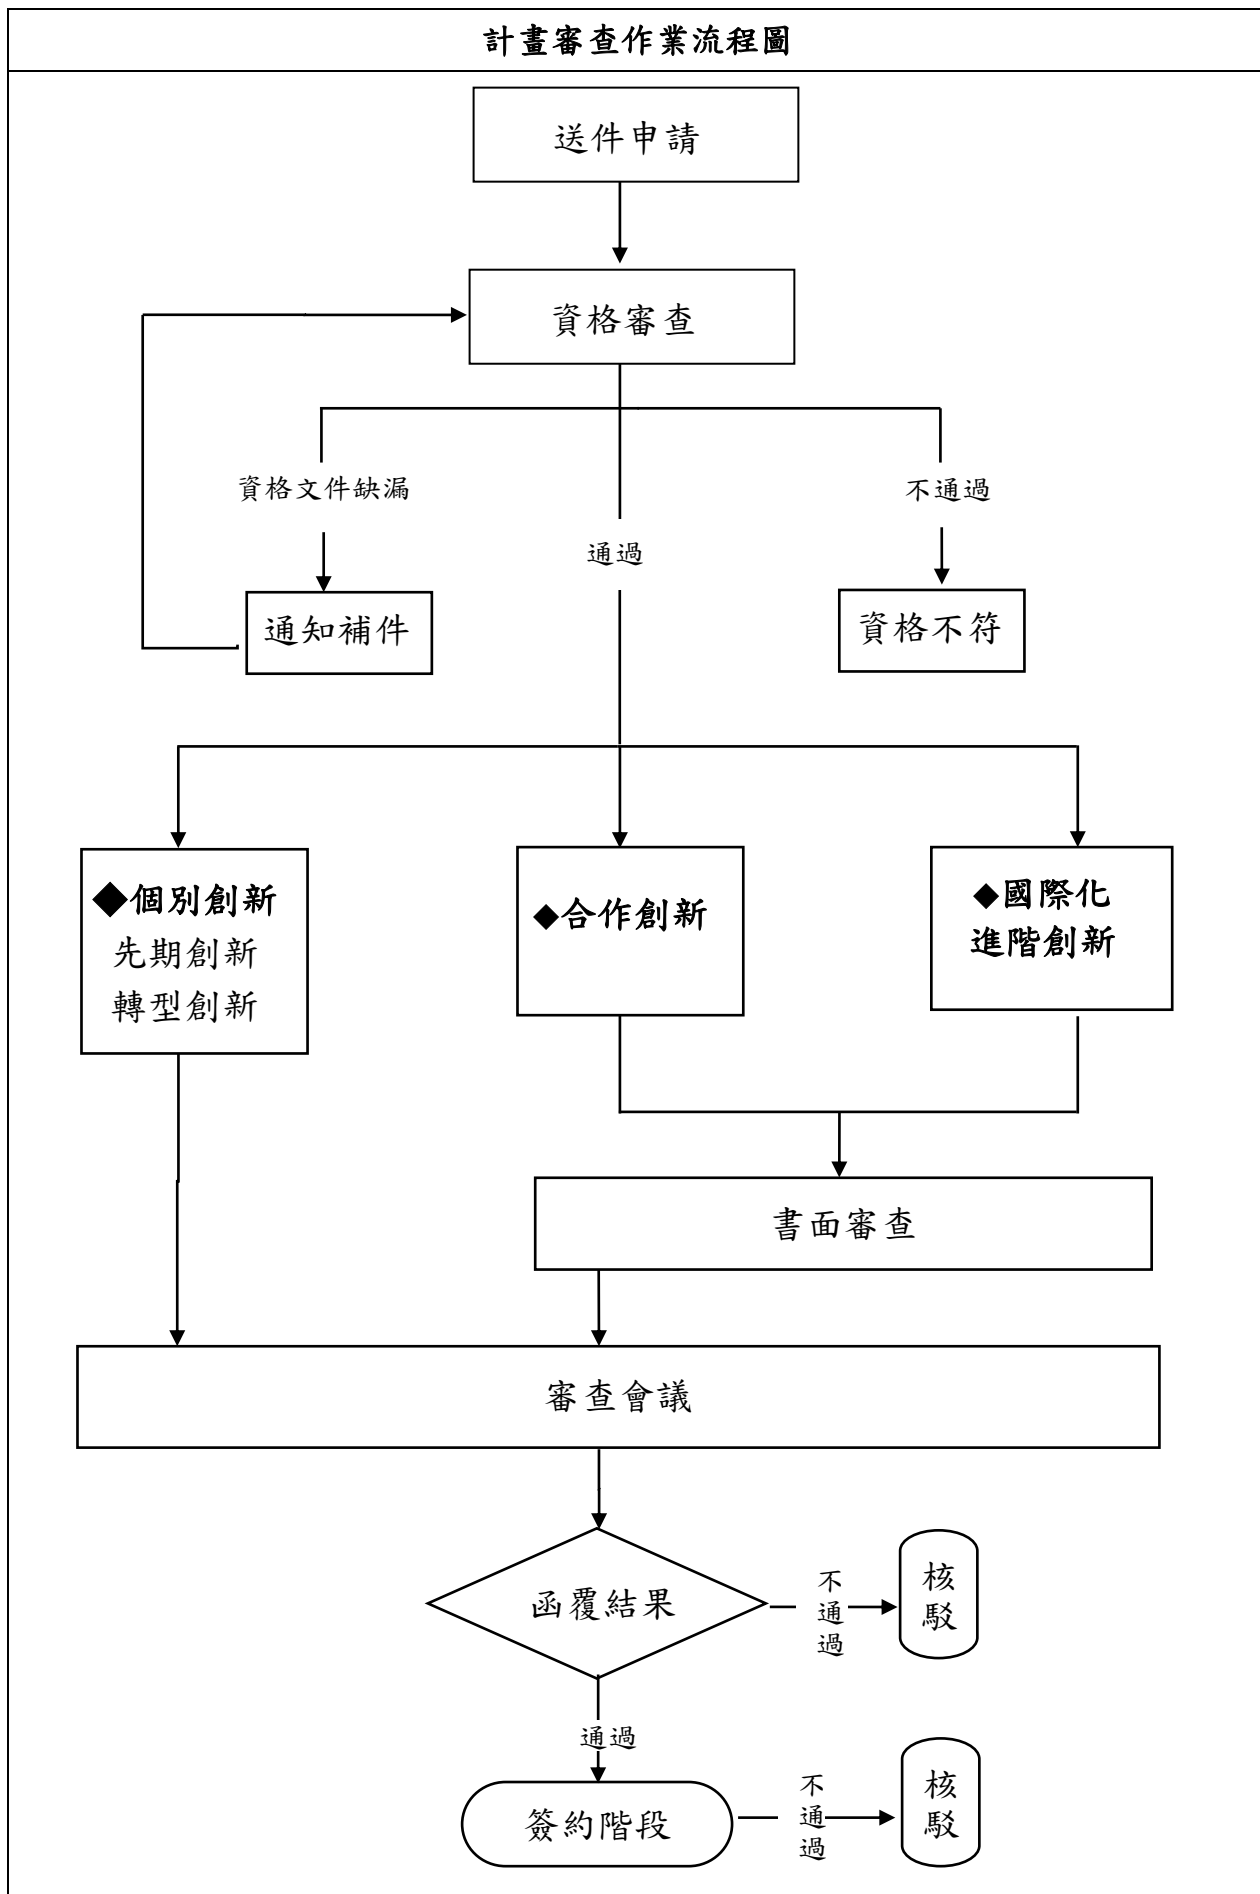 計畫審查作業流程圖
送件申請
資格審查
資格文件缺漏
不通過
通過
通知補件
資格不符
◆個別創新
先期創新
轉型創新
◆合作創新
◆國際化
進階創新
書面審查
審查會議
函覆結果
不
通
過
核
駁
通過
簽約階段
不
通
過
核
駁